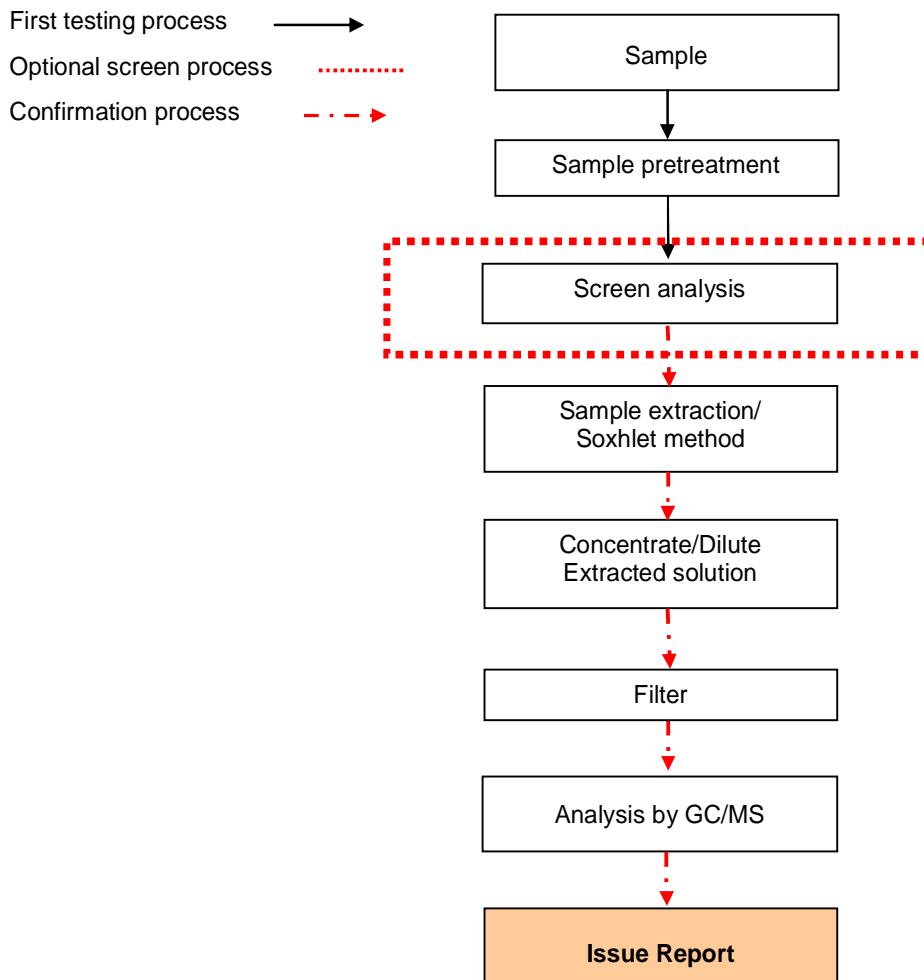 First testing process
Optional screen process
Confirmation process
Sample
Sample pretreatment
Screen analysis
Sample extraction/
Soxhlet method
Concentrate/Dilute
Extracted solution
Filter
Analysis by GC/MS
Issue Report